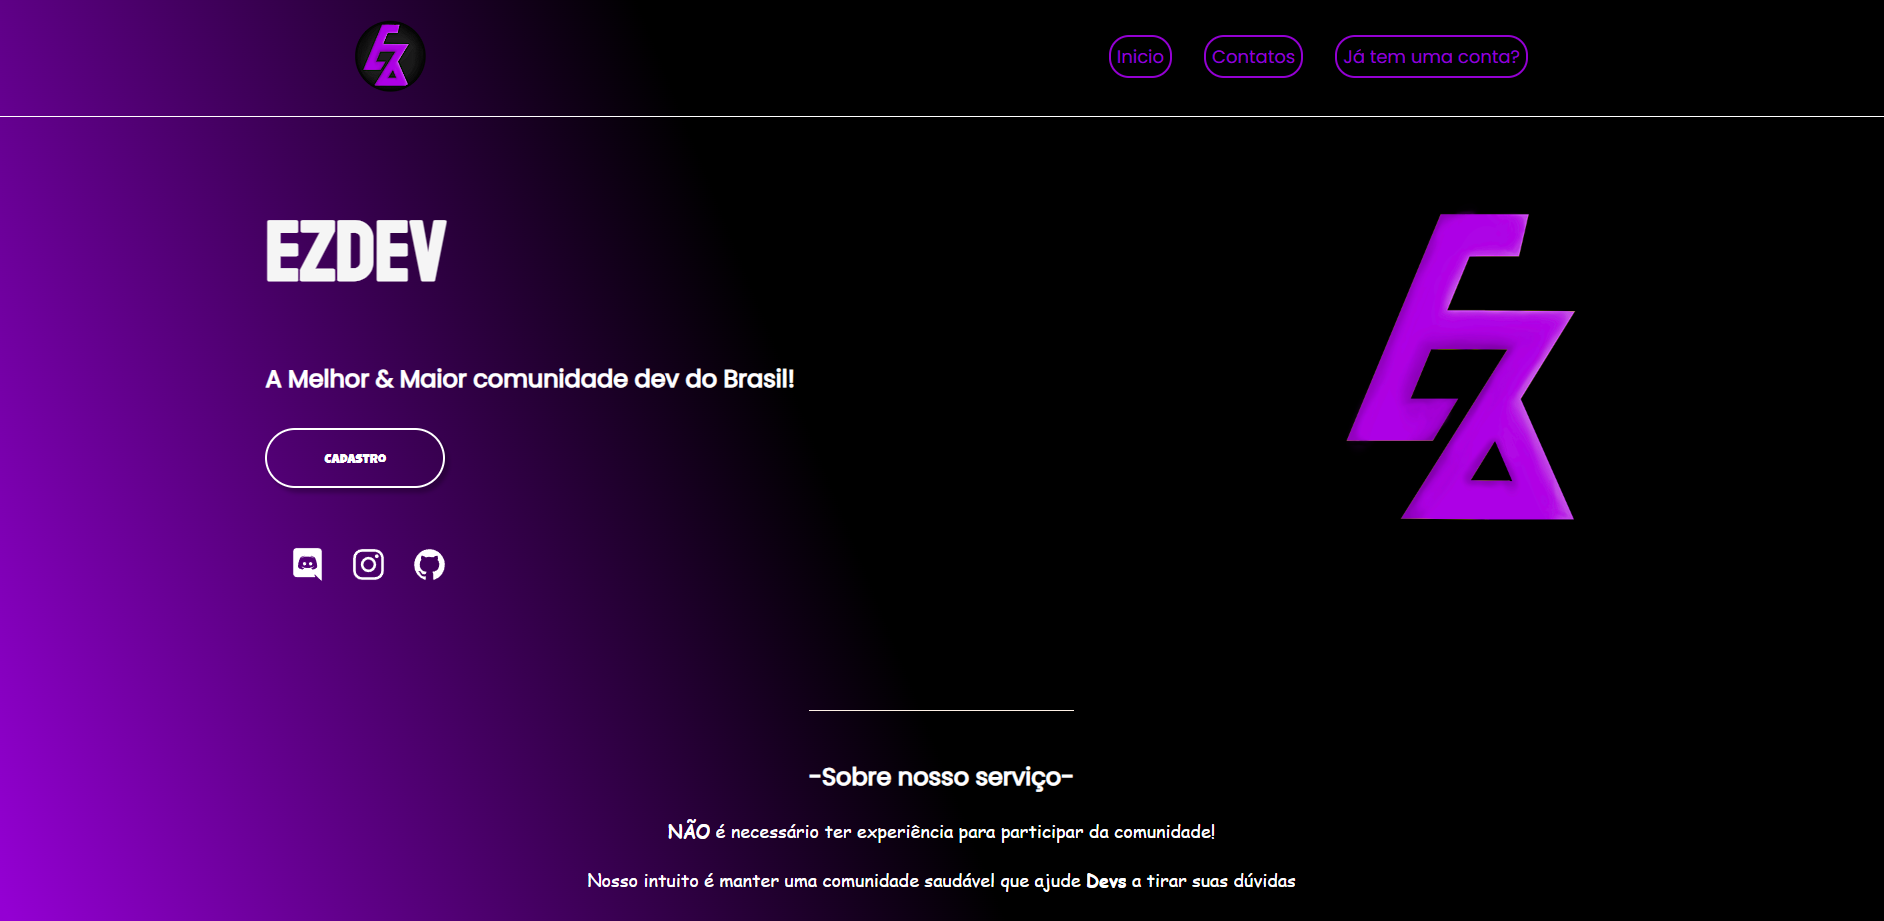 Inicio
Contatos
Já tem uma conta?
EZDEV
A Melhor & Maior comunidade dev do Brasil!
CADASTRO
-Sobre nosso serviço-
NÃO é necessário ter experiência para participar da comunidade!
Nosso intuito é manter uma comunidade saudável que ajude Devs a tirar suas dúvidas